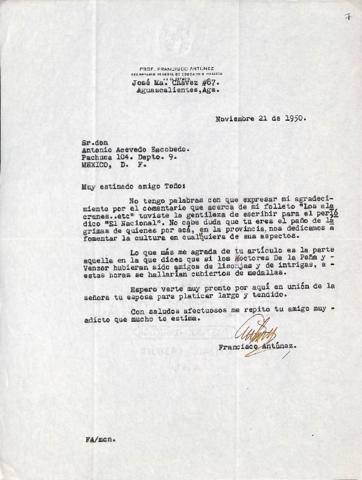 7
PROF. FRANCISCO ANTÚNEZ
José Ma. Chávez #67.
Aguascalientes,Ags.
Noviembre 21 de 1950.
Sr.don
Antonio Acevedo Escobedo.
Pachuca 104. Depto. 9.
MEXICO, D. F.
Muy estimado amigo Toño:
No tengo palabras con que expresar mi agradeci-
miento por el comentario que acerca de mi folleto "Los ala
cranes..etc" tuviste la gentileza de escribir para el perió
dico "El Nacional". No cabe duda que tu eres el paño de lá
grimas de quienes por acá, en la provincia, nos dedicamos a
fomentar la cultura en cualquiera de sus aspectos.
Lo que más me agrada de tu artículo es la parte
aquella en la que dices que si los Doctores De la Peña y -
Venzor hubieran sido amigos de lisonjas y de intrigas, a -
estas horas se hallarían cubiertos de medallas.
Espero verte muy pronto por aquí en unión de la
señora tu esposa para platicar largo y tendido.
Con saludos afectuosos me repito tu amigo muy -
adicto que mucho te estima.
Francisco Antúnez.
FA/mcn.